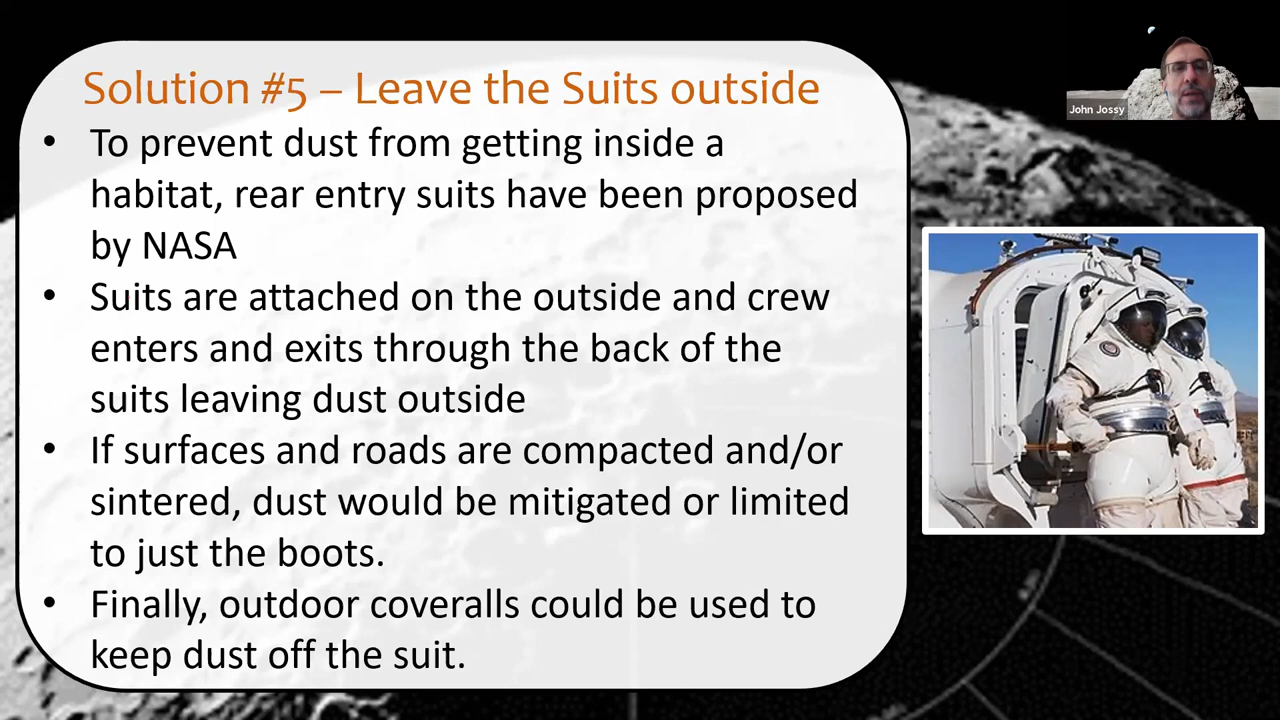 Solution #5 – Leave the Suits outside
• To prevent dust from getting inside a
habitat, rear entry suits have been proposed
by NASA
• Suits are attached on the outside and crew
enters and exits through the back of the
suits leaving dust outside
• If surfaces and roads are compacted and/or
sintered, dust would be mitigated or limited
to just the boots.
• Finally, outdoor coveralls could be used to
keep dust off the suit.
John Jossy